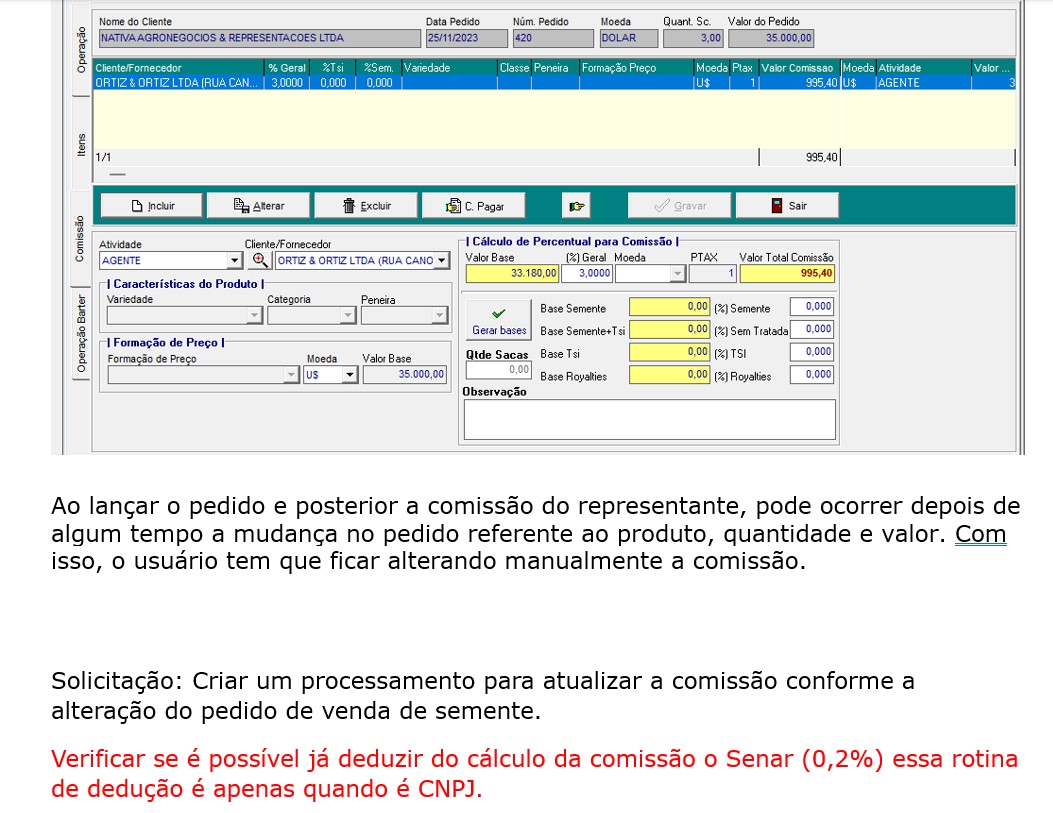 Nome do Cliente Data Pedido Núm. Pedido Moeda Quant. Sc. Valor do Pedido
NATIVA AGRONEGOCIOS & REPRESENTACOES LTDA 25/11/2023 420 DOLAR 3,00 35.000,00
Operação
Cliente/Fornecedor % Geral %Tsi %Sem. Variedade Classe Peneira Formação Preço Moeda Ptax Valor Comissao Moeda Atividade Valor ...
ORTIZ & ORTIZ LTDA (RUA CAN... 3,0000 0,000 0,000 U$ 1 995,40 U$ AGENTE 3
Itens
1/1 995,40
Incluir Alterar Excluir C. Pagar Gravar Sair
Comissão
Atividade Cliente/Fornecedor
AGENTE ORTIZ & ORTIZ LTDA (RUA CANO
| Características do Produto |
Variedade Categoria Peneira
Operação Barter
| Formação de Preço |
Formação de Preço Moeda Valor Base
U$ 35.000,00
| Cálculo de Percentual para Comissão |
Valor Base (%) Geral Moeda PTAX Valor Total Comissão
33.180,00 3,0000 1 995,40
Gerar bases
Base Semente 0,00 (%) Semente 0,000
Base Semente+Tsi 0,00 (%) Sem Tratada 0,000
Qtde Sacas Base Tsi 0,00 (%) TSI 0,000
0,00 Base Royalties 0,00 (%) Royalties 0,000
Observação
Ao lançar o pedido e posterior a comissão do representante, pode ocorrer depois de
algum tempo a mudança no pedido referente ao produto, quantidade e valor. Com
isso, o usuário tem que ficar alterando manualmente a comissão.
Solicitação: Criar um processamento para atualizar a comissão conforme a
alteração do pedido de venda de semente.
Verificar se é possível já deduzir do cálculo da comissão o Senar (0,2%) essa rotina
de dedução é apenas quando é CNPJ.